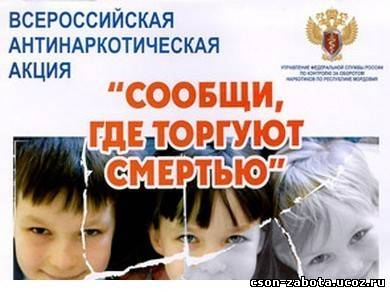 ВСЕРОССИЙСКАЯ
АНТИНАРКОТИЧЕСКАЯ
АКЦИЯ
УПРАВЛЕНИЕ ФЕДЕРАЛЬНОЙ СЛУЖБЫ РОССИИ
ПО КОНТРОЛЮ ЗА ОБОРОТОМ
НАРКОТИКОВ ПО РЕСПУБЛИКЕ МОРДОВИЯ
"СООБЩИ,
ГДЕ ТОРГУЮТ
СМЕРТЬЮ"
cson-zabota.ucoz.ru